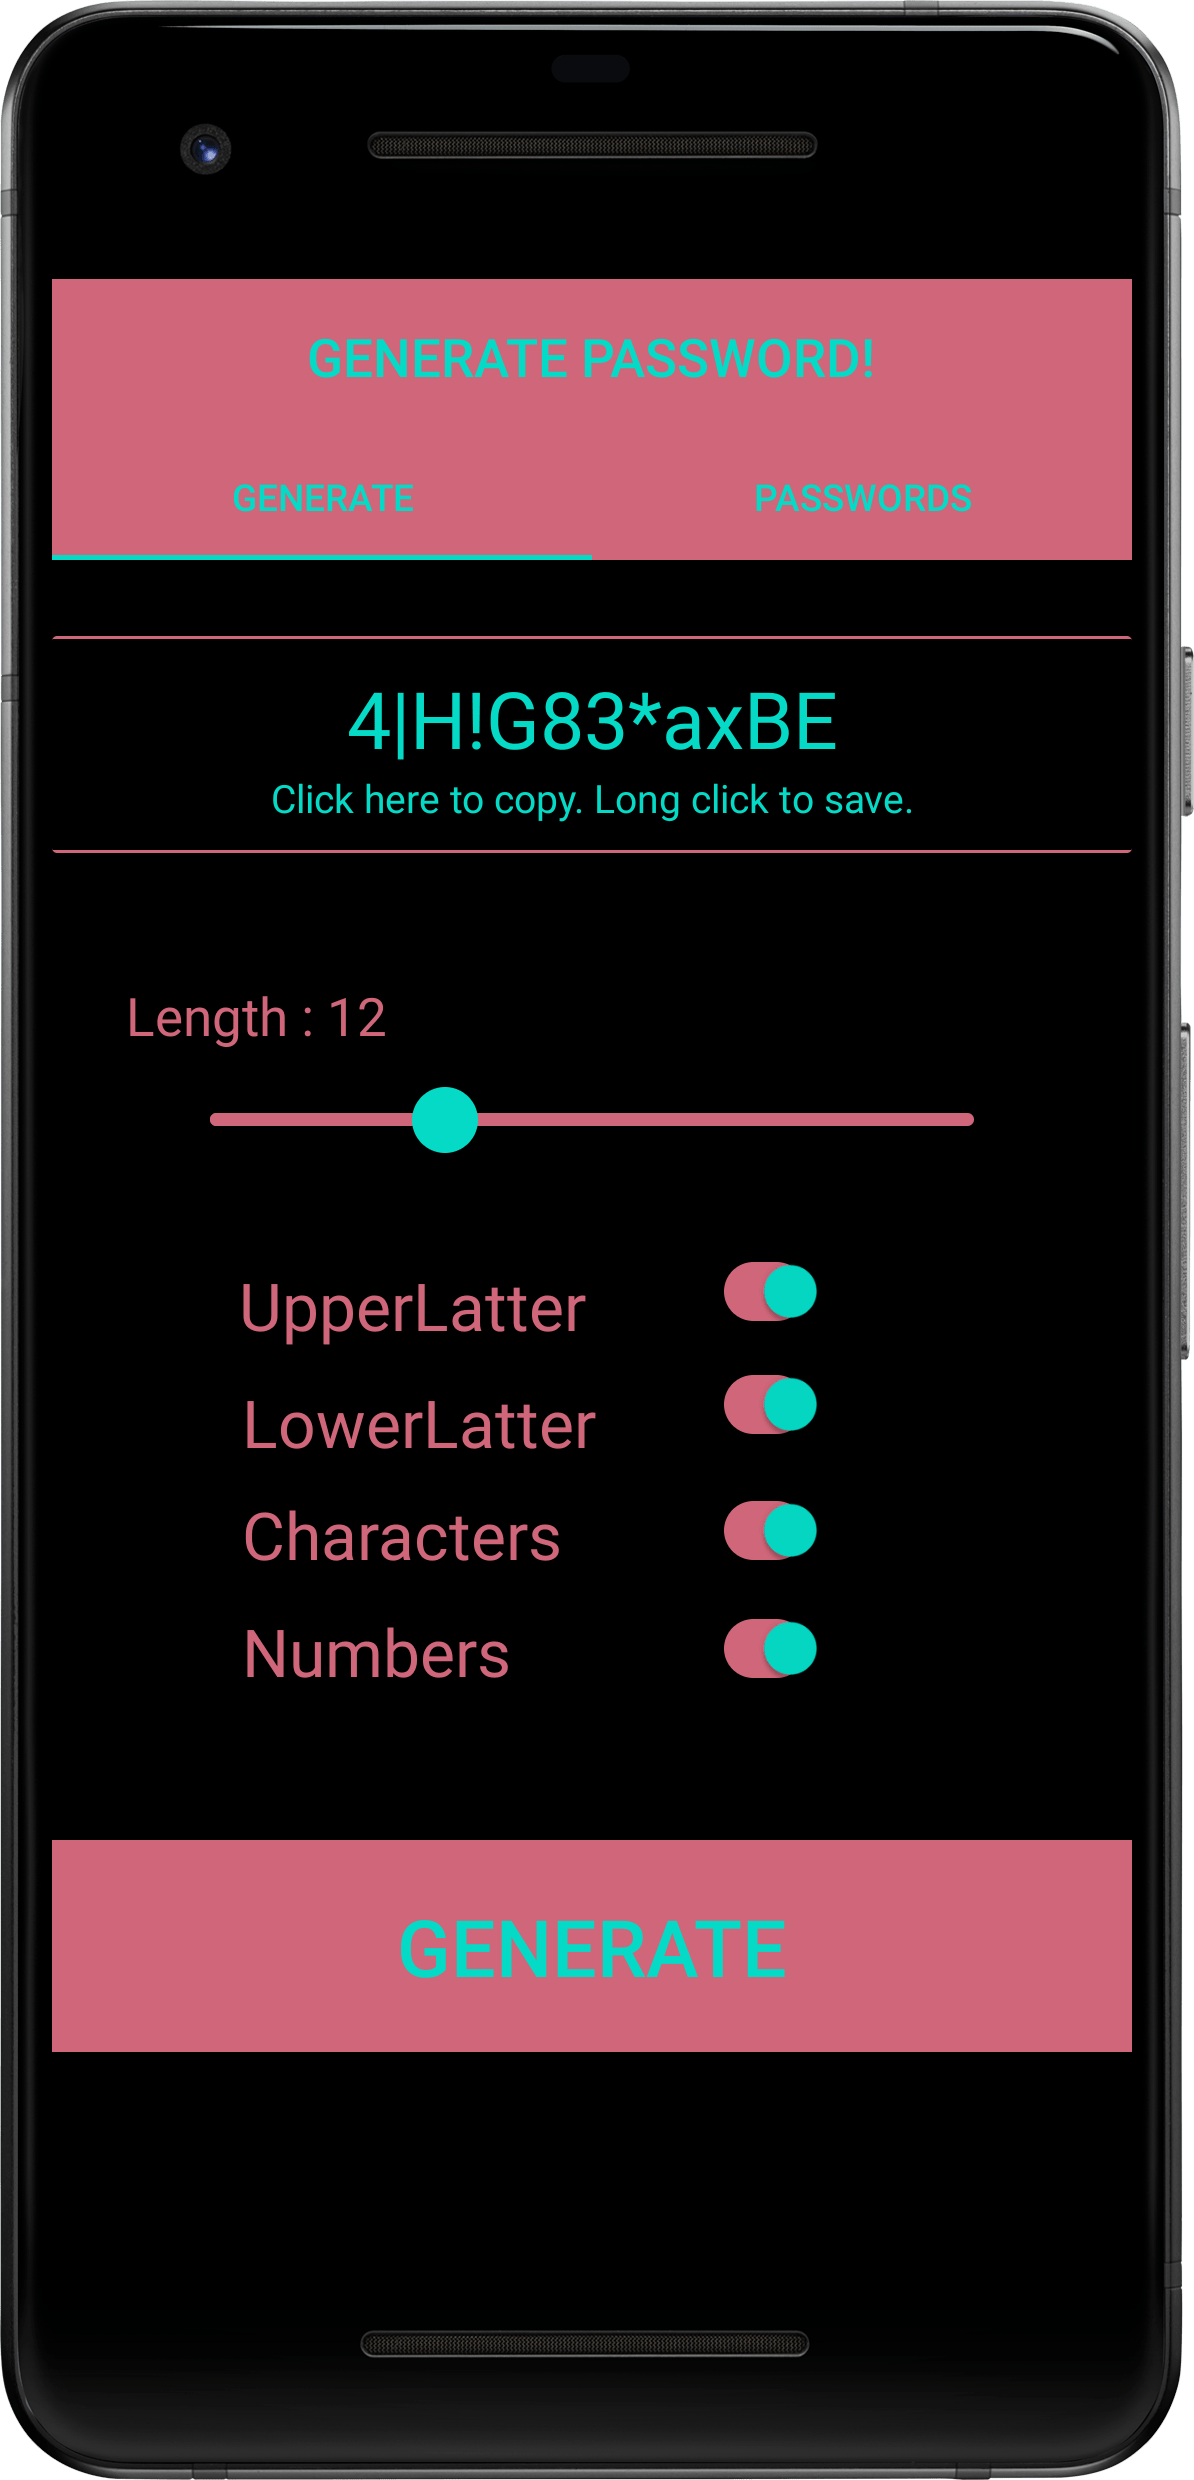 GENERATE PASSWORD!
GENERATE PASSWORDS
4|H!G83*axBE
Click here to copy. Long click to save.
Length : 12
UpperLatter
LowerLatter
Characters
Numbers
GENERATE